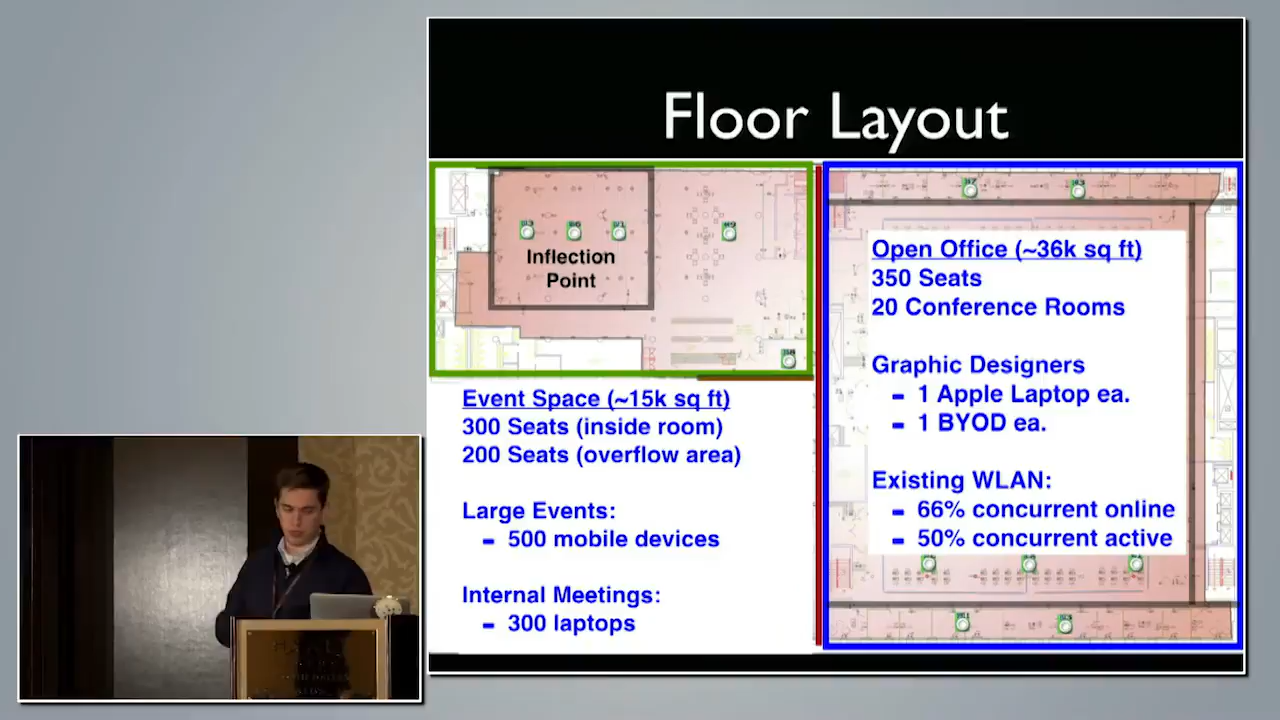 Floor Layout
Inflection
Point
Event Space (~15k sq ft)
300 Seats (inside room)
200 Seats (overflow area)
Large Events:
- 500 mobile devices
Internal Meetings:
- 300 laptops
Open Office (~36k sq ft)
350 Seats
20 Conference Rooms
Graphic Designers
- 1 Apple Laptop ea.
- 1 BYOD ea.
Existing WLAN:
- 66% concurrent online
- 50% concurrent active